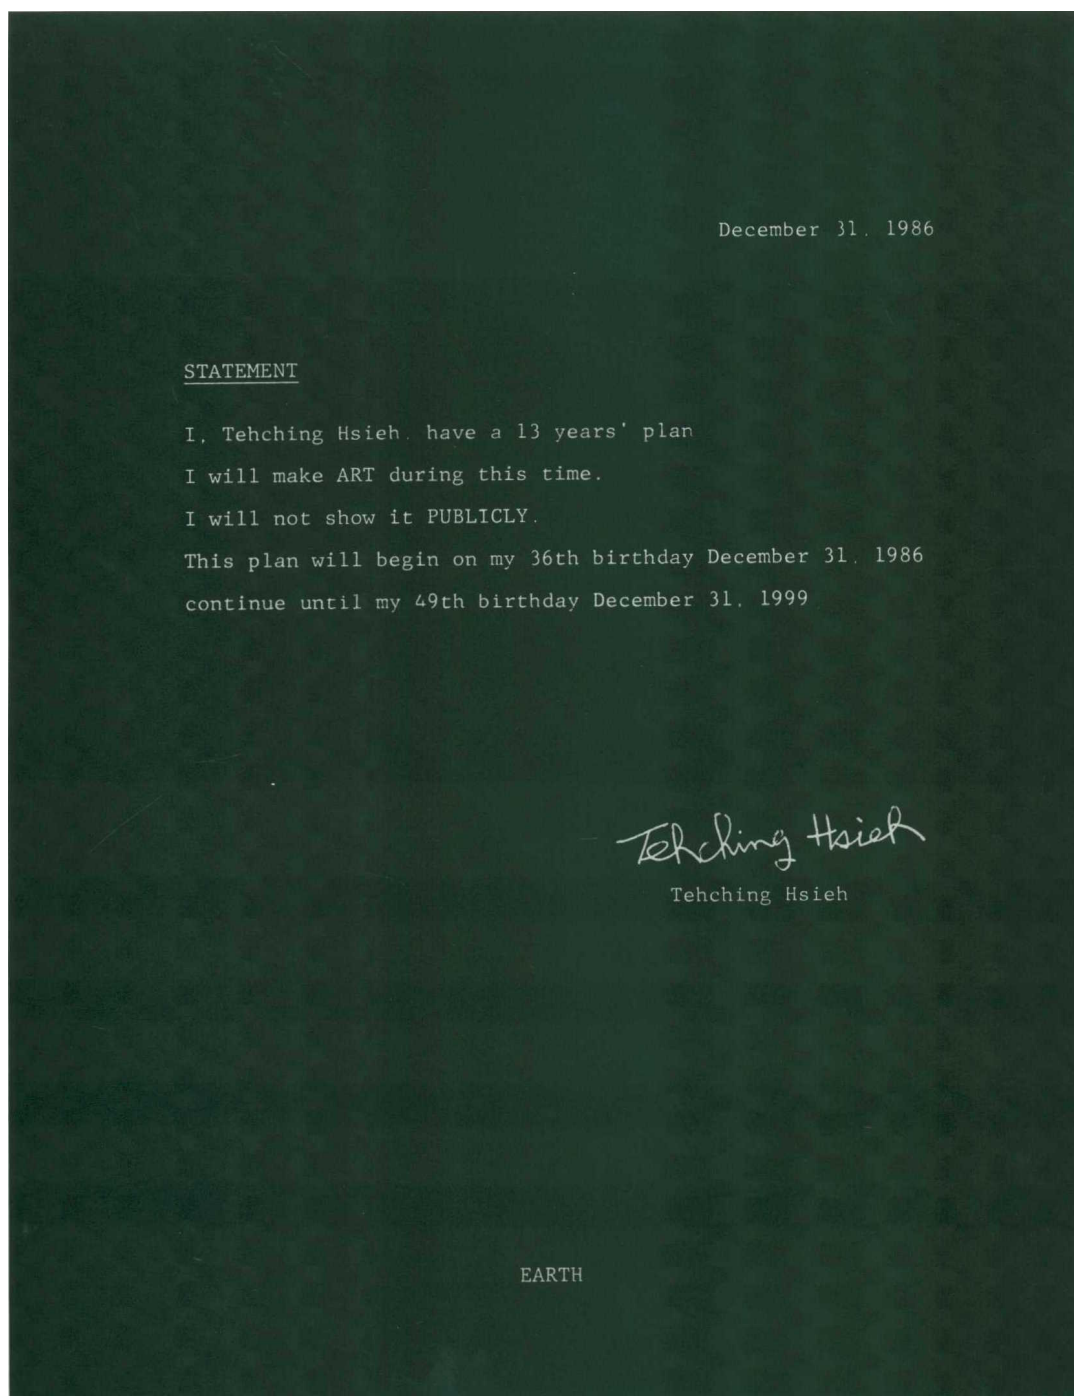 December 31, 1986
STATEMENT
I, Tehching Hsieh, have a 13 years' plan
I will make ART during this time.
I will not show it PUBLICLY.
This plan will begin on my 36th birthday December 31, 1986
continue until my 49th birthday December 31, 1999
Tehching Hsieh
Tehching Hsieh
EARTH